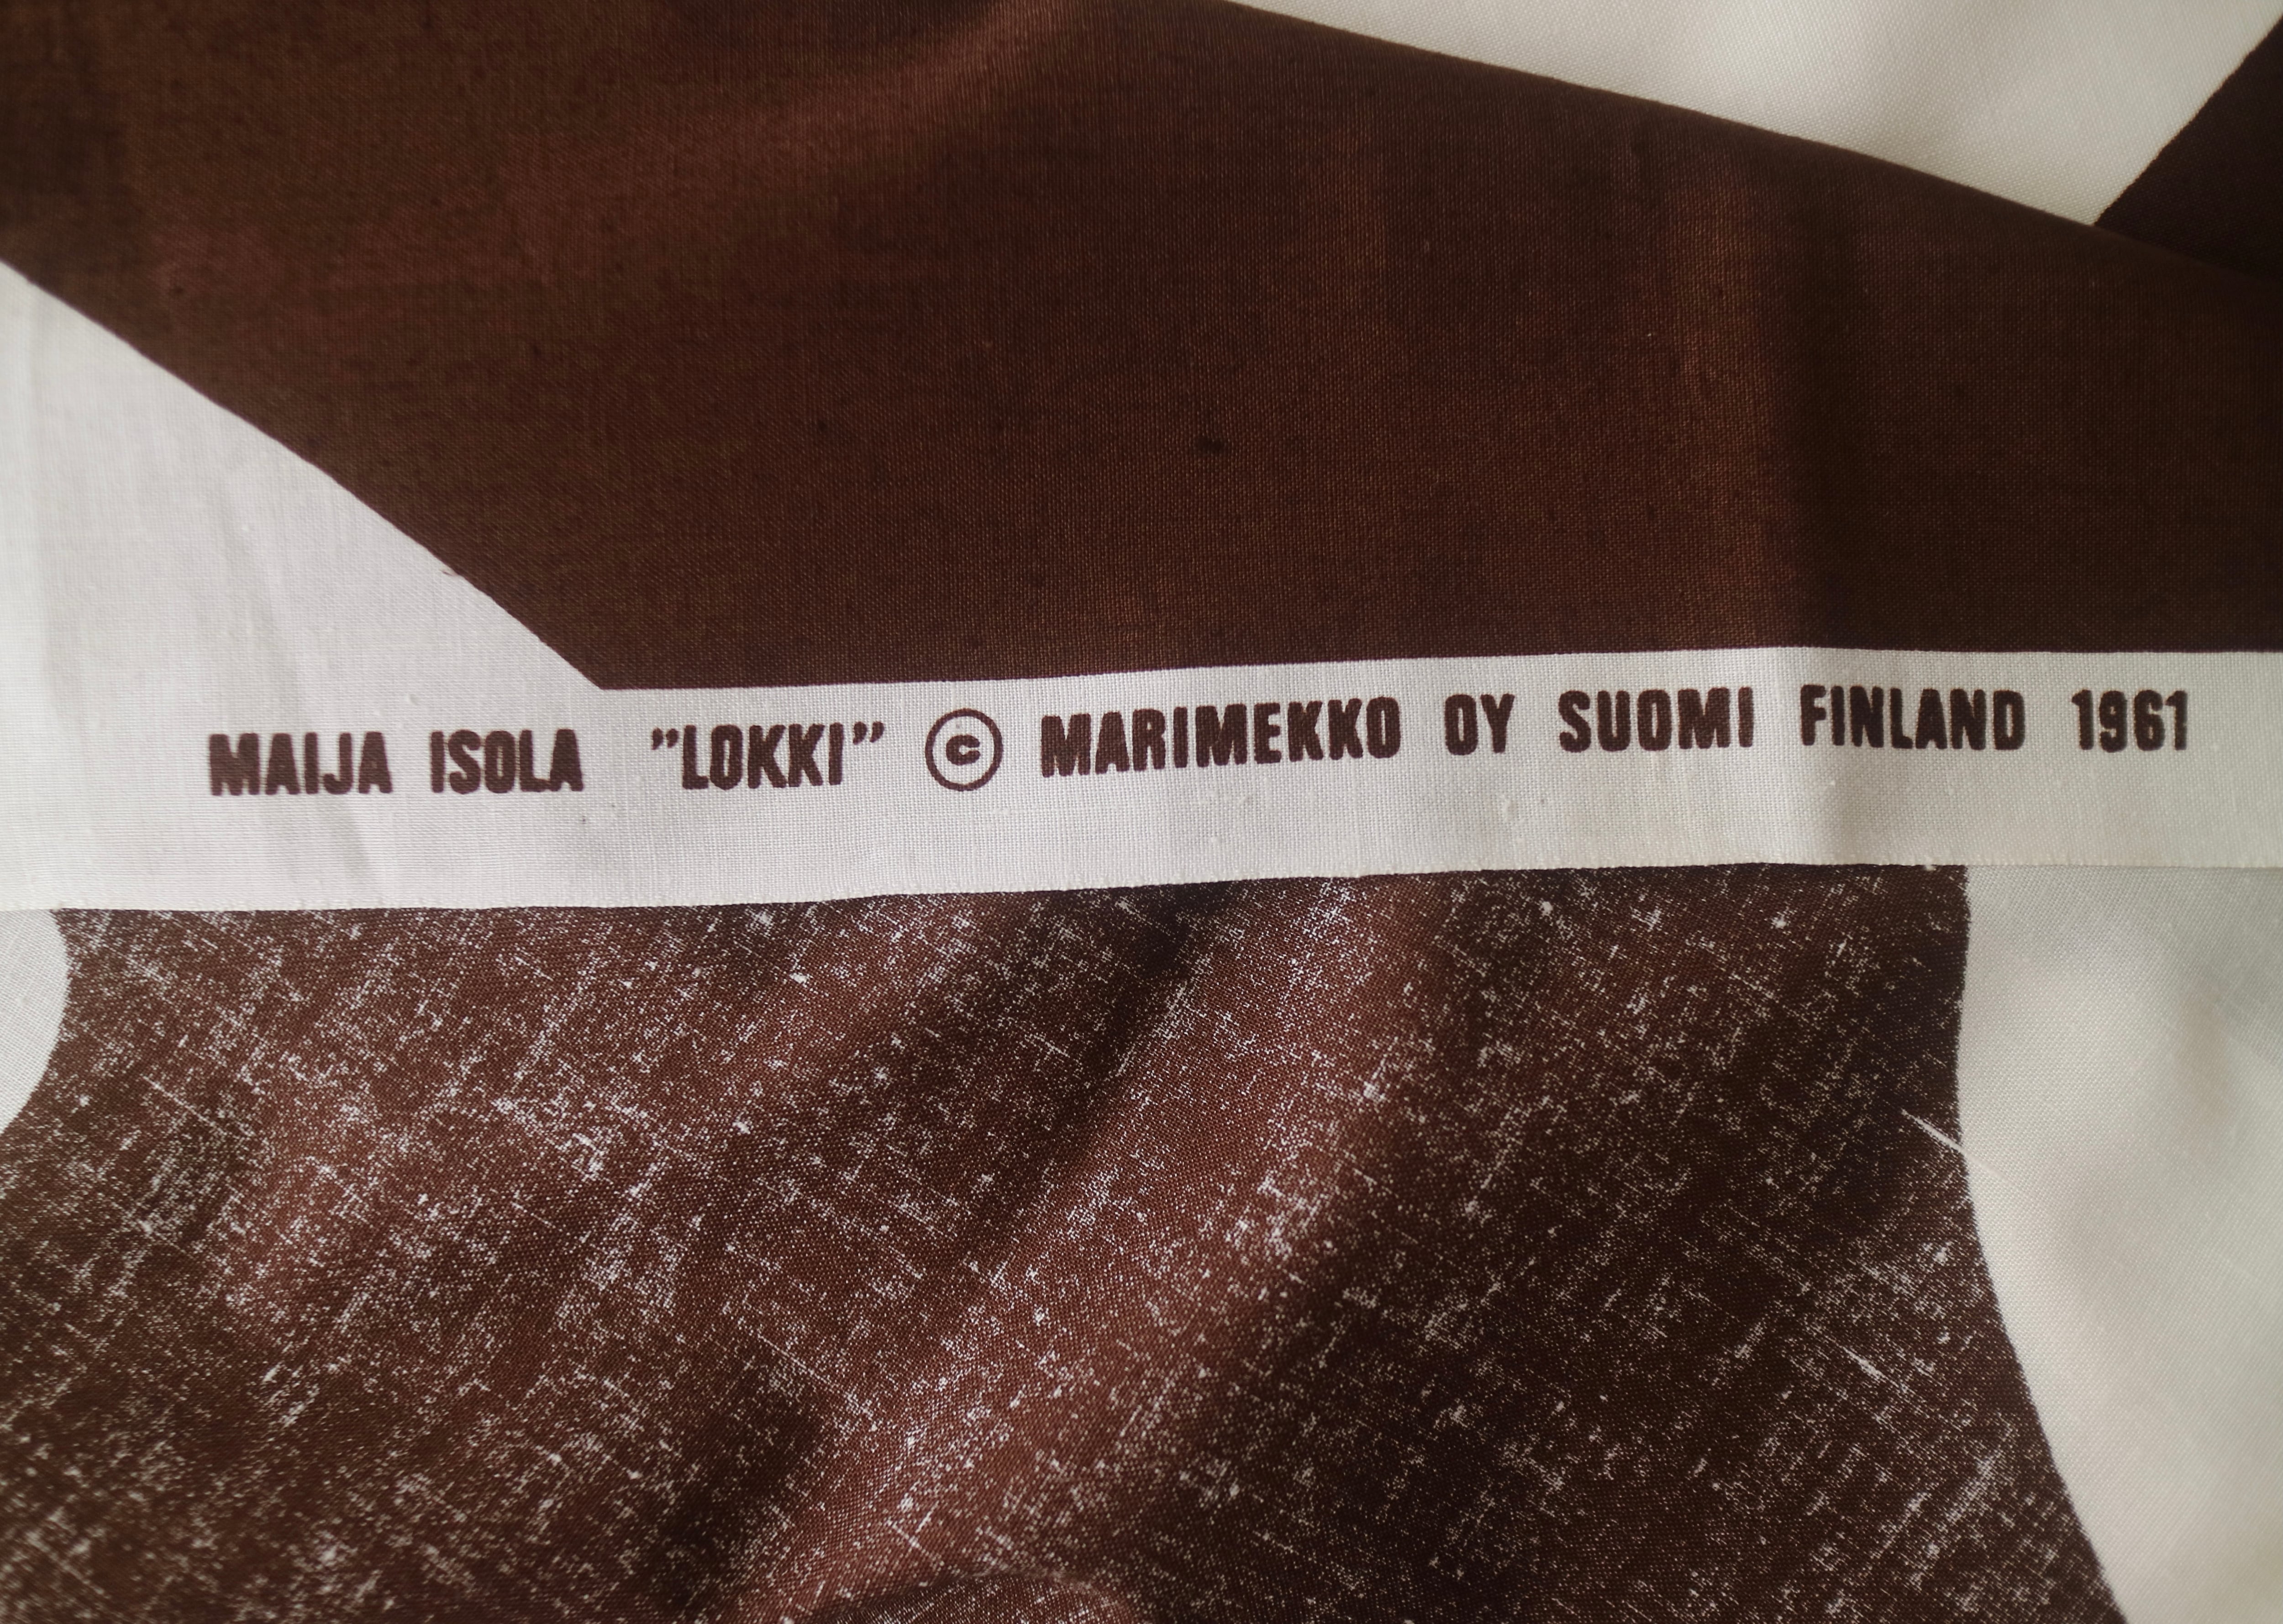 MAIJA ISOLA ”LOKKI” © MARIMEKKO OY SUOMI FINLAND 1961